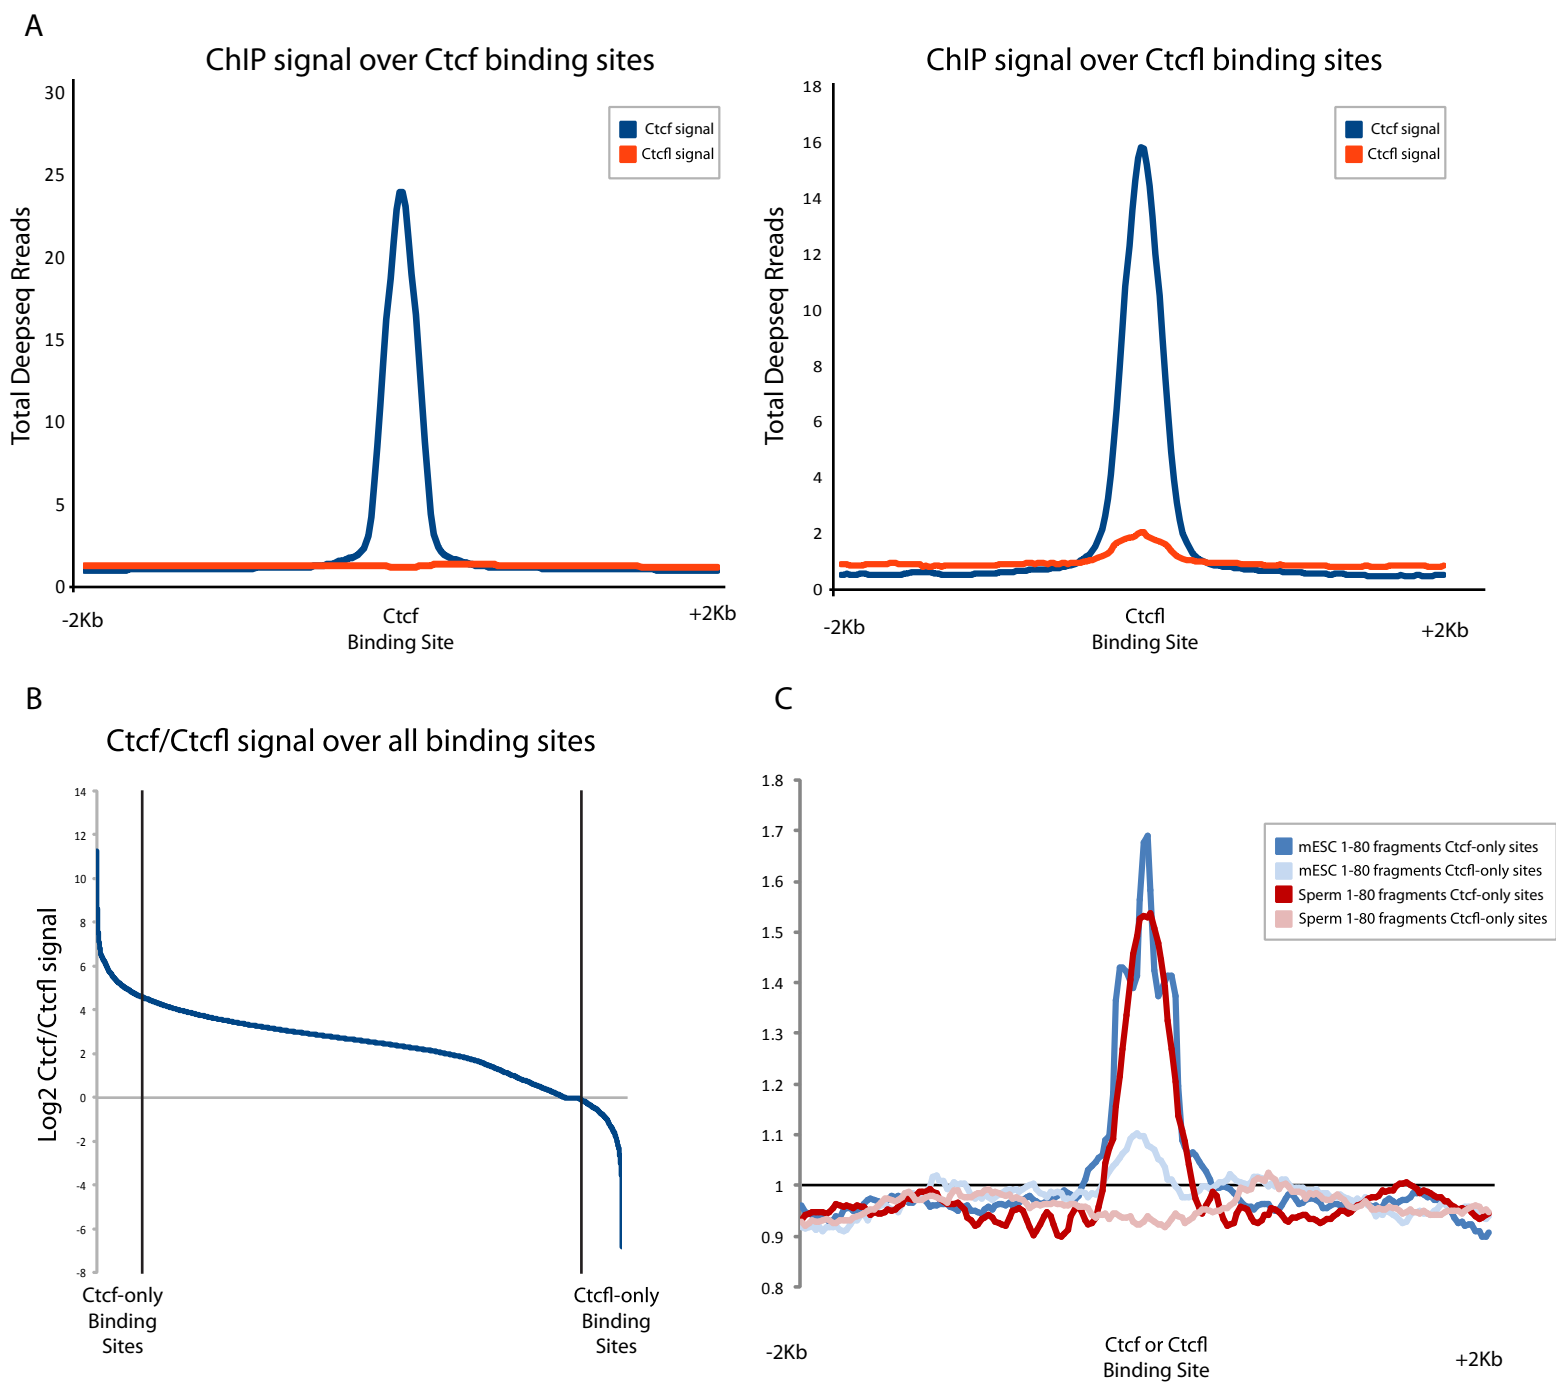 A
ChIP signal over Ctcf binding sites
30
25
20
15
10
5
0
Total Deepseq Rreads
Ctcf signal
Ctcfl signal
-2Kb
Ctcf
Binding Site
+2Kb
ChIP signal over Ctcfl binding sites
18
16
14
12
10
8
6
4
2
0
Total Deepseq Rreads
Ctcf signal
Ctcfl signal
-2Kb
Ctcfl
Binding Site
+2Kb
B
Ctcf/Ctcfl signal over all binding sites
14
12
10
8
6
4
2
0
-2
-4
-6
-8
Log2 Ctcf/Ctcfl signal
Ctcf-only
Binding
Sites
Ctcfl-only
Binding
Sites
C
1.8
1.7
1.6
1.5
1.4
1.3
1.2
1.1
1
0.9
0.8
mESC 1-80 fragments Ctcf-only sites
mESC 1-80 fragments Ctcfl-only sites
Sperm 1-80 fragments Ctcf-only sites
Sperm 1-80 fragments Ctcfl-only sites
-2Kb
Ctcf or Ctcfl
Binding Site
+2Kb